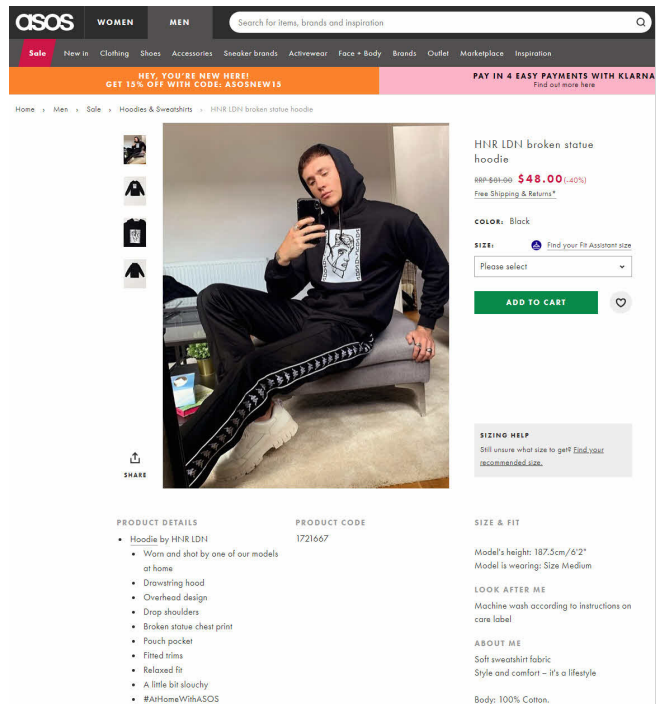 asos
WOMEN
MEN
Search for items, brands and inspiration
Sale
New in
Clothing
Shoes
Accessories
Sneaker brands
Activewear
Face + Body
Brands
Outlet
Marketplace
Inspiration
HEY, YOU'RE NEW HERE!
GET 15% OFF WITH CODE: ASOSNEW15
PAY IN 4 EASY PAYMENTS WITH KLARNA
Find out more here
Home › Men › Sale › Hoodies & Sweatshirts › HNR LDN broken statue hoodie
HNR LDN broken statue
hoodie
RRP $81.00 $48.00 (-40%)
Free Shipping & Returns*
COLOR: Black
SIZE:
Find your Fit Assistant size
Please select
ADD TO CART
SIZING HELP
Still unsure what size to get? Find your
recommended size.
SHARE
PRODUCT DETAILS
Hoodie by HNR LDN
Worn and shot by one of our models
at home
Drawstring hood
Overhead design
Drop shoulders
Broken statue chest print
Pouch pocket
Fitted trims
Relaxed fit
A little bit slouchy
#AtHomeWithASOS
PRODUCT CODE
1721667
SIZE & FIT
Model's height: 187.5cm/6'2"
Model is wearing: Size Medium
LOOK AFTER ME
Machine wash according to instructions on
care label
ABOUT ME
Soft sweatshirt fabric
Style and comfort – it's a lifestyle
Body: 100% Cotton.